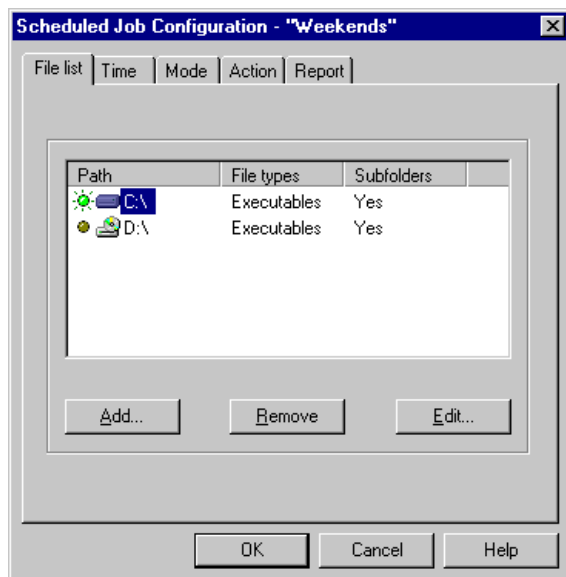 Scheduled Job Configuration - "Weekends"
File list Time Mode Action Report
Path File types Subfolders
C:\ Executables Yes
D:\ Executables Yes
Add... Remove Edit...
OK Cancel Help